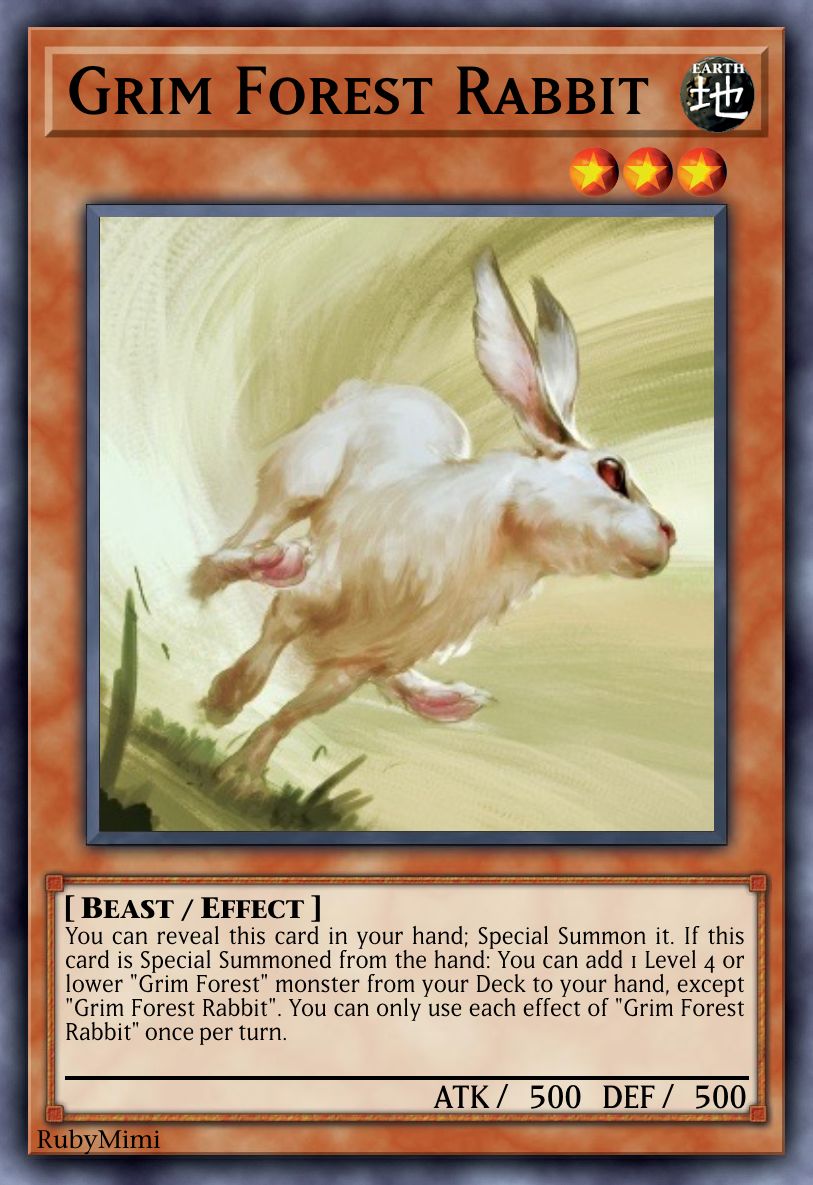 Grim Forest Rabbit
EARTH
地
[ Beast / Effect ]
You can reveal this card in your hand; Special Summon it. If this
card is Special Summoned from the hand: You can add 1 Level 4 or
lower "Grim Forest" monster from your Deck to your hand, except
"Grim Forest Rabbit". You can only use each effect of "Grim Forest
Rabbit" once per turn.
ATK / 500 DEF / 500
RubyMimi